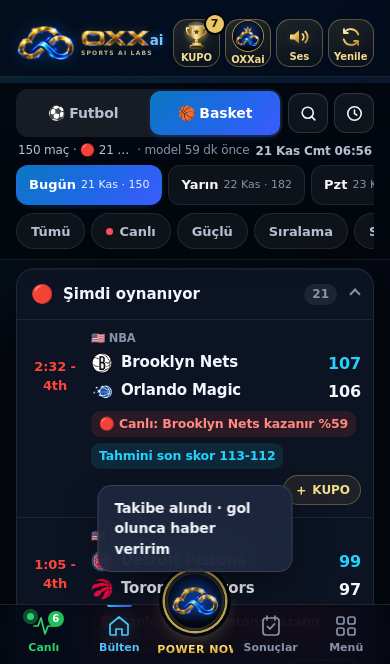 OXX ai
SPORTS AI LABS
7
KUPO
OXXai
Ses
Yenile
Futbol
Basket
150 maç · 21 ... · model 59 dk önce 21 Kas Cmt 06:56
Bugün 21 Kas · 150
Yarın 22 Kas · 182
Pzt 23 K
Tümü
Canlı
Güçlü
Sıralama
Şimdi oynanıyor
21
NBA
2:32 -
4th
Brooklyn Nets 107
Orlando Magic 106
Canlı: Brooklyn Nets kazanır %59
Tahmini son skor 113-112
+ KUPO
Takibe alındı · gol
olunca haber
veririm
1:05 -
4th
99
97
6
Canlı
Bülten
POWER NOW
Sonuçlar
Menü